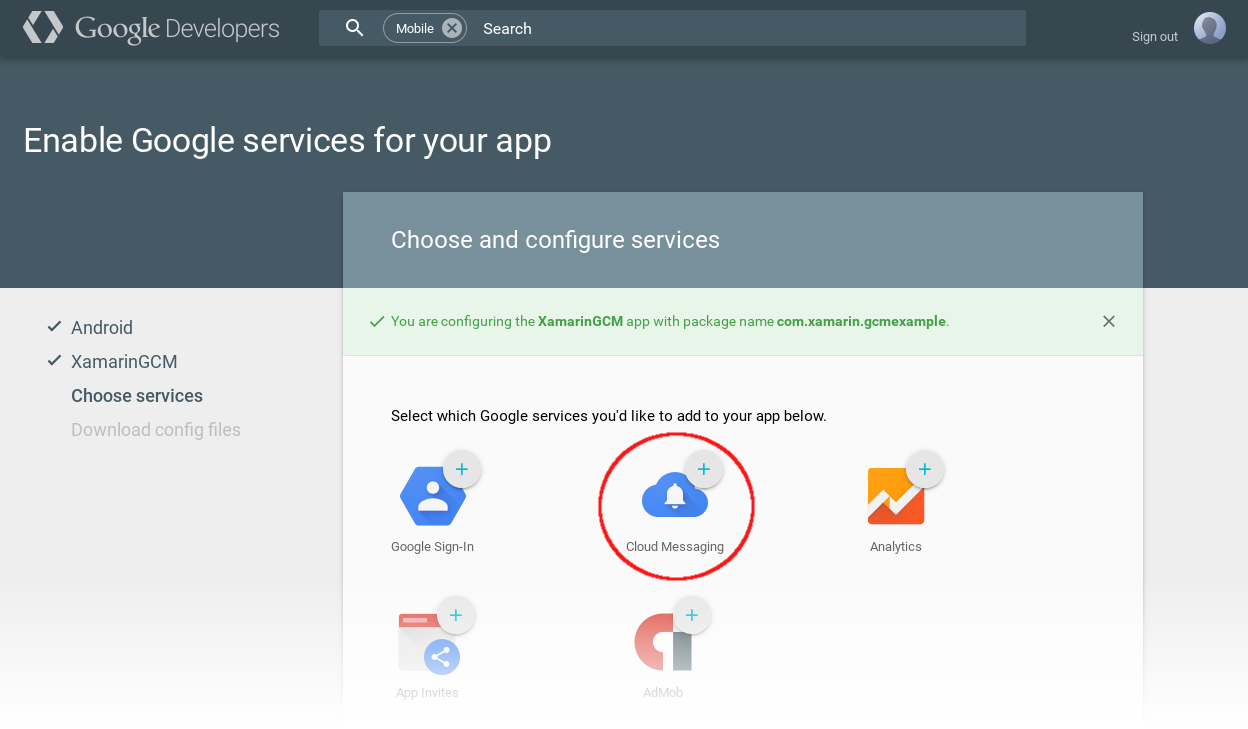 Google Developers
Mobile
Search
Sign out
Enable Google services for your app
Choose and configure services
You are configuring the XamarinGCM app with package name com.xamarin.gcmexample.
Android
XamarinGCM
Choose services
Download config files
Select which Google services you'd like to add to your app below.
Google Sign-In
Cloud Messaging
Analytics
App Invites
AdMob